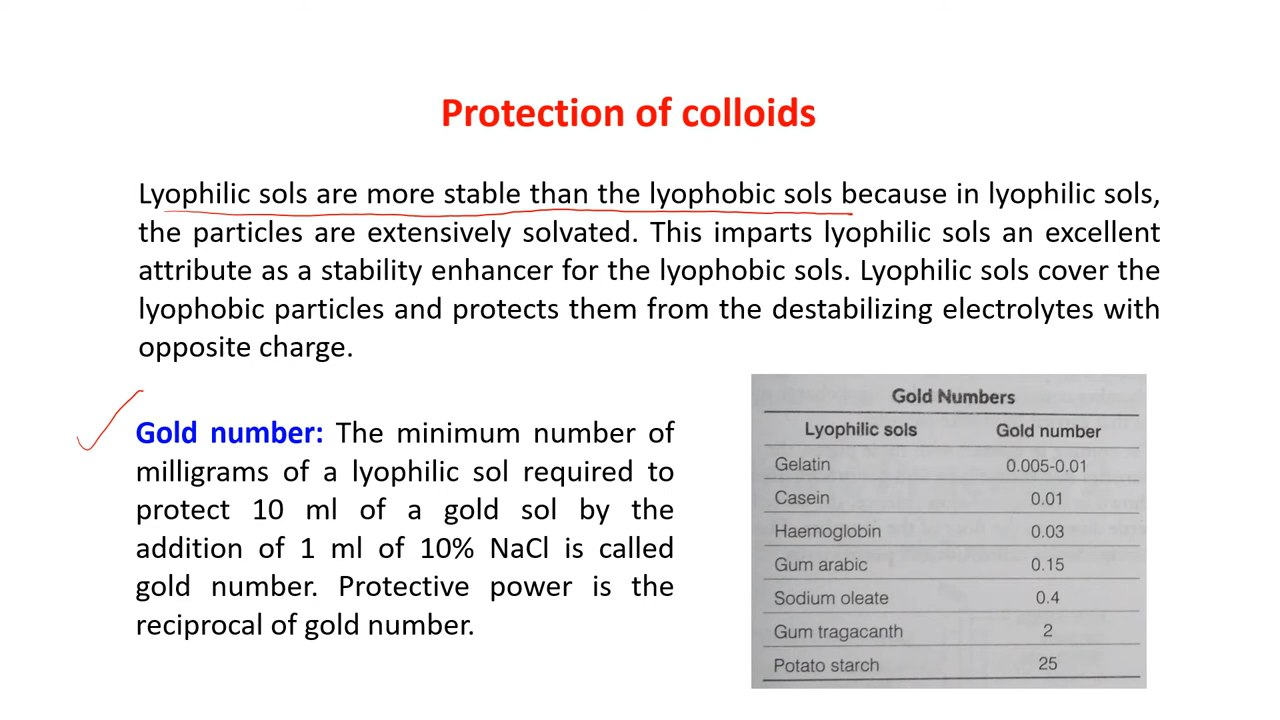 Protection of colloids
Lyophilic sols are more stable than the lyophobic sols because in lyophilic sols,
the particles are extensively solvated. This imparts lyophilic sols an excellent
attribute as a stability enhancer for the lyophobic sols. Lyophilic sols cover the
lyophobic particles and protects them from the destabilizing electrolytes with
opposite charge.
Gold number: The minimum number of
milligrams of a lyophilic sol required to
protect 10 ml of a gold sol by the
addition of 1 ml of 10% NaCl is called
gold number. Protective power is the
reciprocal of gold number.
Gold Numbers
Lyophilic sols Gold number
Gelatin 0.005-0.01
Casein 0.01
Haemoglobin 0.03
Gum arabic 0.15
Sodium oleate 0.4
Gum tragacanth 2
Potato starch 25